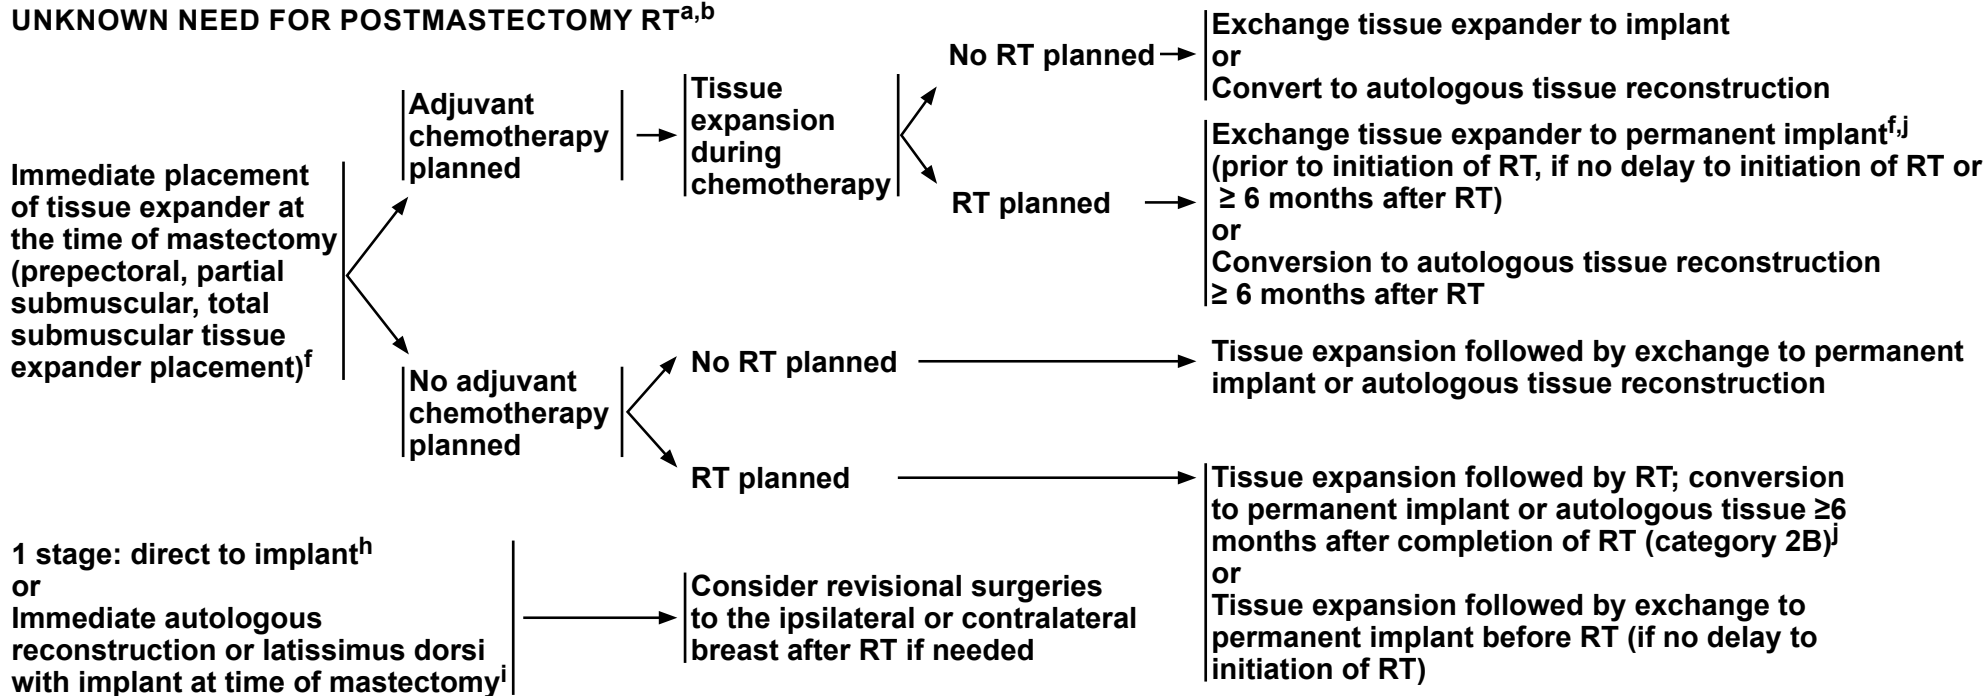 UNKNOWN NEED FOR POSTMASTECTOMY RTa,b
Immediate placement
of tissue expander at
the time of mastectomy
(prepectoral, partial
submuscular, total
submuscular tissue
expander placement)f
Adjuvant
chemotherapy
planned
Tissue
expansion
during
chemotherapy
No RT planned
Exchange tissue expander to implant
or
Convert to autologous tissue reconstruction
RT planned
Exchange tissue expander to permanent implantf,j
(prior to initiation of RT, if no delay to initiation of RT or
≥ 6 months after RT)
or
Conversion to autologous tissue reconstruction
≥ 6 months after RT
No adjuvant
chemotherapy
planned
No RT planned
Tissue expansion followed by exchange to permanent
implant or autologous tissue reconstruction
RT planned
Tissue expansion followed by RT; conversion
to permanent implant or autologous tissue ≥6
months after completion of RT (category 2B)j
or
Tissue expansion followed by exchange to
permanent implant before RT (if no delay to
initiation of RT)
1 stage: direct to implanth
or
Immediate autologous
reconstruction or latissimus dorsi
with implant at time of mastectomyi
Consider revisional surgeries
to the ipsilateral or contralateral
breast after RT if needed